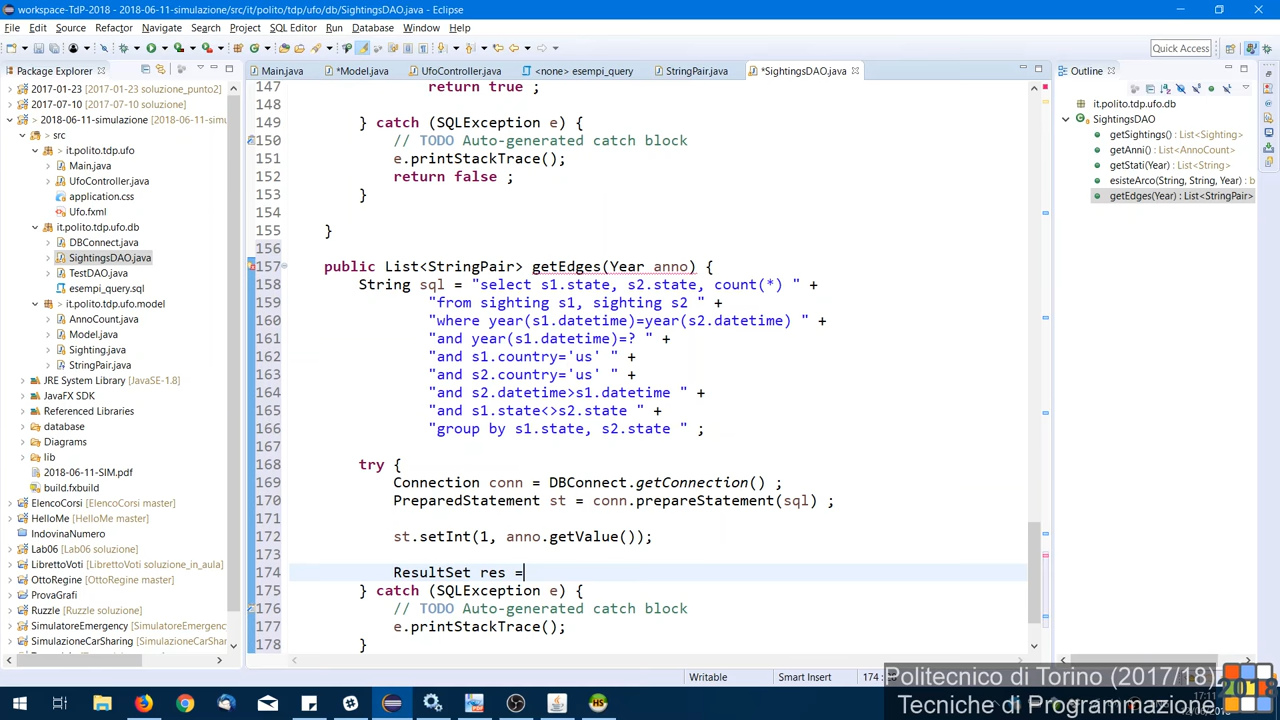 workspace-TdP-2018 - 2018-06-11-simulazione/src/it/polito/tdp/ufo/db/SightingsDAO.java - Eclipse
File Edit Source Refactor Navigate Search Project SQL Editor Run Database Window Help
Quick Access
Package Explorer
Main.java *Model.java UfoController.java <none> esempi_query StringPair.java *SightingsDAO.java
Outline
2017-01-23 [2017-01-23 soluzione_punto2]
2017-07-10 [2017-07-10 soluzione]
2018-06-11-simulazione [2018-06-11-simu
src
it.polito.tdp.ufo
Main.java
UfoController.java
application.css
Ufo.fxml
it.polito.tdp.ufo.db
DBConnect.java
SightingsDAO.java
TestDAO.java
esempi_query.sql
it.polito.tdp.ufo.model
AnnoCount.java
Model.java
Sighting.java
StringPair.java
JRE System Library [JavaSE-1.8]
JavaFX SDK
Referenced Libraries
database
Diagrams
lib
2018-06-11-SIM.pdf
build.fxbuild
ElencoCorsi [ElencoCorsi master]
HelloMe [HelloMe master]
IndovinaNumero
Lab06 [Lab06 soluzione]
LibrettoVoti [LibrettoVoti soluzione_in_aula]
OttoRegine [OttoRegine master]
ProvaGrafi
Ruzzle [Ruzzle soluzione]
SimulatoreEmergency [SimulatoreEmergen
SimulazioneCarSharing [SimulazioneCarSha
147 return true ;
148
149 } catch (SQLException e) {
150 // TODO Auto-generated catch block
151 e.printStackTrace();
152 return false ;
153 }
154
155 }
156
157 public List<StringPair> getEdges(Year anno) {
158 String sql = "select s1.state, s2.state, count(*) " +
159 "from sighting s1, sighting s2 " +
160 "where year(s1.datetime)=year(s2.datetime) " +
161 "and year(s1.datetime)=? " +
162 "and s1.country='us' " +
163 "and s2.country='us' " +
164 "and s2.datetime>s1.datetime " +
165 "and s1.state<>s2.state " +
166 "group by s1.state, s2.state " ;
167
168 try {
169 Connection conn = DBConnect.getConnection() ;
170 PreparedStatement st = conn.prepareStatement(sql) ;
171
172 st.setInt(1, anno.getValue());
173
174 ResultSet res =
175 } catch (SQLException e) {
176 // TODO Auto-generated catch block
177 e.printStackTrace();
178 }
it.polito.tdp.ufo.db
SightingsDAO
getSightings() : List<Sighting>
getAnni() : List<AnnoCount>
getStati(Year) : List<String>
esisteArco(String, String, Year) : b
getEdges(Year) : List<StringPair>
Writable Smart Insert 174 :
Politecnico di Torino (2017/18)
Tecniche di Programmazione
2018
17:11